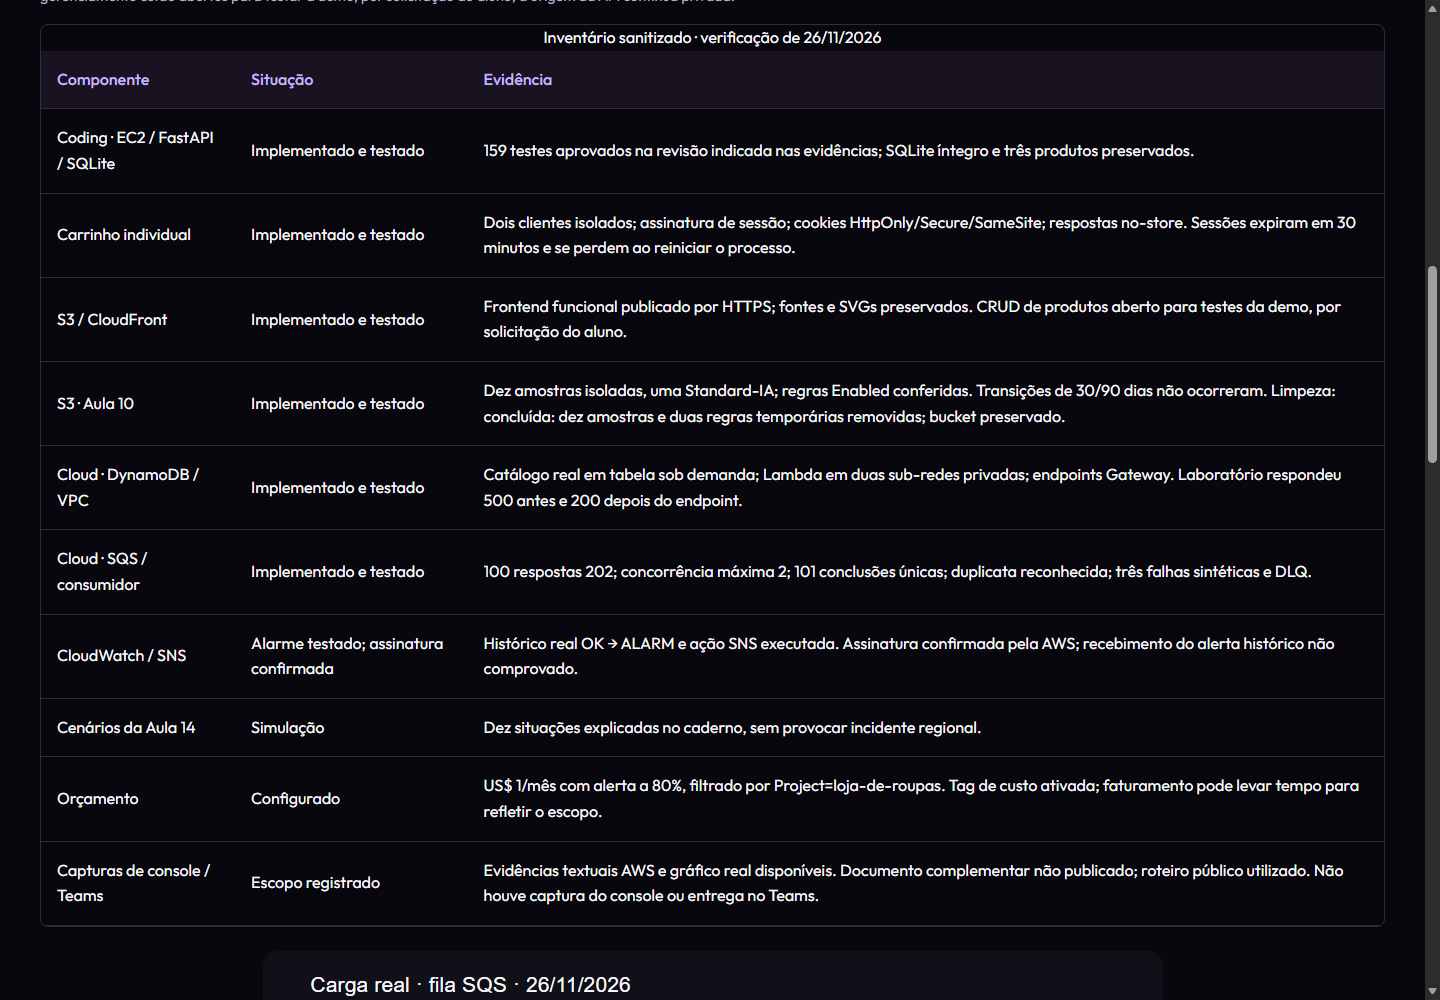 Inventário sanitizado · verificação de 26/11/2026
Componente
Situação
Evidência
Coding · EC2 / FastAPI
/ SQLite
Implementado e testado
159 testes aprovados na revisão indicada nas evidências; SQLite íntegro e três produtos preservados.
Carrinho individual
Implementado e testado
Dois clientes isolados; assinatura de sessão; cookies HttpOnly/Secure/SameSite; respostas no-store. Sessões expiram em 30
minutos e se perdem ao reiniciar o processo.
S3 / CloudFront
Implementado e testado
Frontend funcional publicado por HTTPS; fontes e SVGs preservados. CRUD de produtos aberto para testes da demo, por
solicitação do aluno.
S3 · Aula 10
Implementado e testado
Dez amostras isoladas, uma Standard-IA; regras Enabled conferidas. Transições de 30/90 dias não ocorreram. Limpeza:
concluída: dez amostras e duas regras temporárias removidas; bucket preservado.
Cloud · DynamoDB /
VPC
Implementado e testado
Catálogo real em tabela sob demanda; Lambda em duas sub-redes privadas; endpoints Gateway. Laboratório respondeu
500 antes e 200 depois do endpoint.
Cloud · SQS /
consumidor
Implementado e testado
100 respostas 202; concorrência máxima 2; 101 conclusões únicas; duplicata reconhecida; três falhas sintéticas e DLQ.
CloudWatch / SNS
Alarme testado; assinatura
confirmada
Histórico real OK → ALARM e ação SNS executada. Assinatura confirmada pela AWS; recebimento do alerta histórico não
comprovado.
Cenários da Aula 14
Simulação
Dez situações explicadas no caderno, sem provocar incidente regional.
Orçamento
Configurado
US$ 1/mês com alerta a 80%, filtrado por Project=loja-de-roupas. Tag de custo ativada; faturamento pode levar tempo para
refletir o escopo.
Capturas de console /
Teams
Escopo registrado
Evidências textuais AWS e gráfico real disponíveis. Documento complementar não publicado; roteiro público utilizado. Não
houve captura do console ou entrega no Teams.
Carga real · fila SQS · 26/11/2026